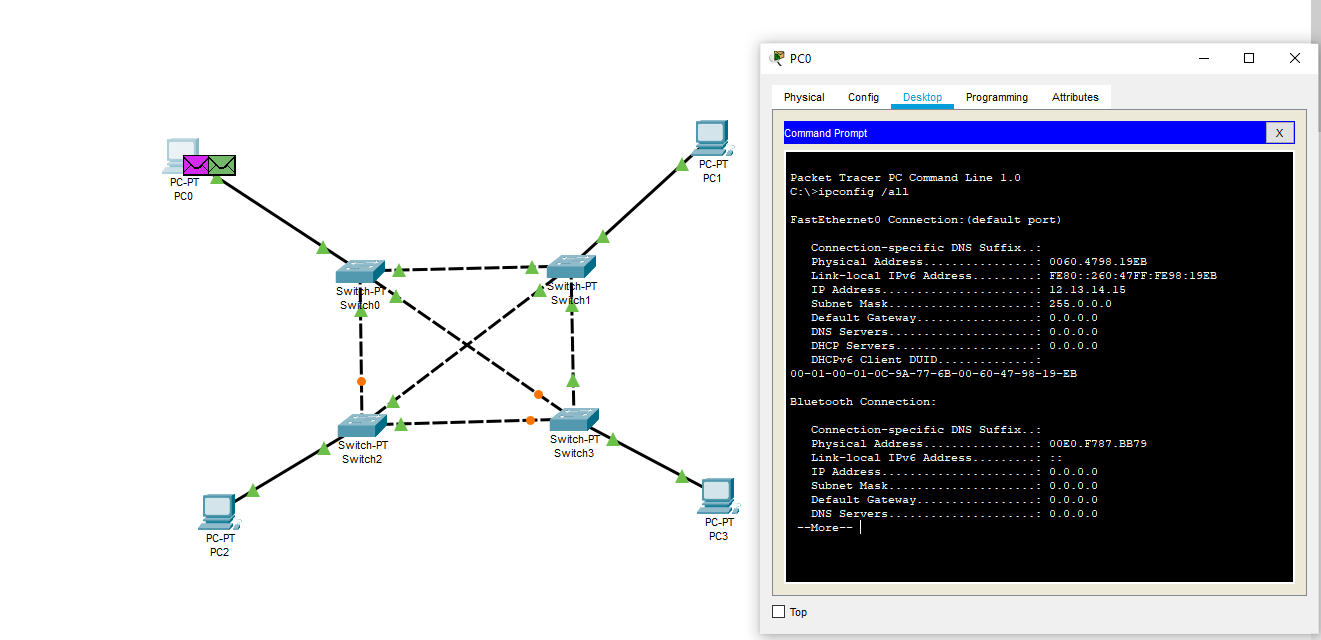 PC-PT
PC0
PC-PT
PC1
Switch-PT
Switch0
Switch-PT
Switch1
Switch-PT
Switch2
Switch-PT
Switch3
PC-PT
PC2
PC-PT
PC3
PC0
Physical Config Desktop Programming Attributes
Command Prompt X
Packet Tracer PC Command Line 1.0
C:\>ipconfig /all
FastEthernet0 Connection:(default port)
Connection-specific DNS Suffix..:
Physical Address................: 0060.4798.19EB
Link-local IPv6 Address.........: FE80::260:47FF:FE98:19EB
IP Address......................: 12.13.14.15
Subnet Mask.....................: 255.0.0.0
Default Gateway.................: 0.0.0.0
DNS Servers.....................: 0.0.0.0
DHCP Servers....................: 0.0.0.0
DHCPv6 Client DUID..............:
00-01-00-01-0C-9A-77-6B-00-60-47-98-19-EB
Bluetooth Connection:
Connection-specific DNS Suffix..:
Physical Address................: 00E0.F787.BB79
Link-local IPv6 Address.........: ::
IP Address......................: 0.0.0.0
Subnet Mask.....................: 0.0.0.0
Default Gateway.................: 0.0.0.0
DNS Servers.....................: 0.0.0.0
--More--
Top